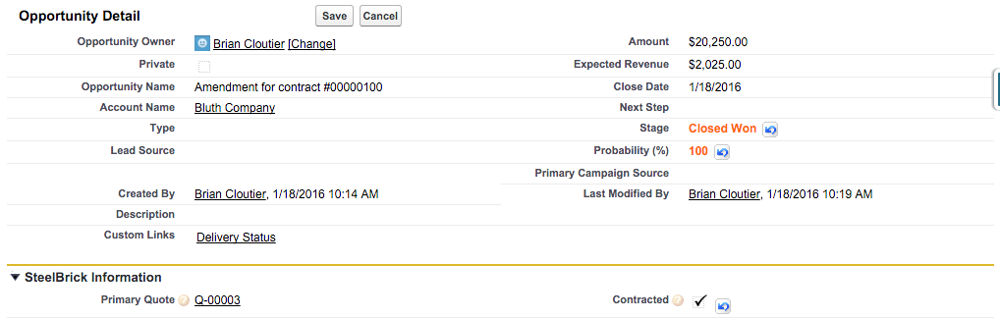 Opportunity Detail Save Cancel
Opportunity Owner Brian Cloutier [Change] Amount $20,250.00
Private Expected Revenue $2,025.00
Opportunity Name Amendment for contract #00000100 Close Date 1/18/2016
Account Name Bluth Company Next Step
Type Stage Closed Won
Lead Source Probability (%) 100
Primary Campaign Source
Created By Brian Cloutier, 1/18/2016 10:14 AM Last Modified By Brian Cloutier, 1/18/2016 10:19 AM
Description
Custom Links Delivery Status
SteelBrick Information
Primary Quote ? Q-00003 Contracted ?